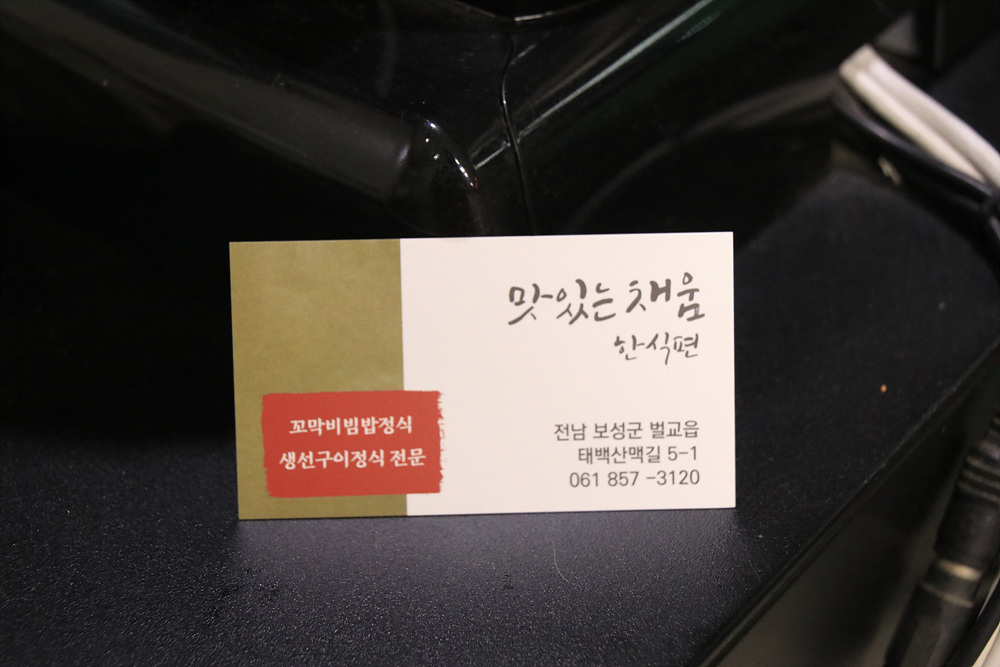 맛있는 채움
한식편
꼬막비빔밥정식
생선구이정식 전문
전남 보성군 벌교읍
태백산맥길 5-1
061 857 -3120